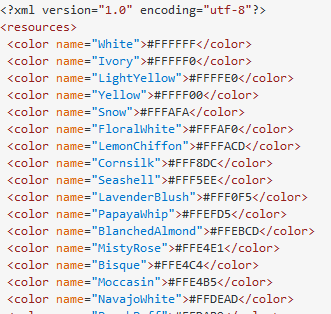 <?xml version="1.0" encoding="utf-8"?>
<resources>
<color name="White">#FFFFFF</color>
<color name="Ivory">#FFFFF0</color>
<color name="LightYellow">#FFFFE0</color>
<color name="Yellow">#FFFF00</color>
<color name="Snow">#FFFAFA</color>
<color name="FloralWhite">#FFFAF0</color>
<color name="LemonChiffon">#FFFACD</color>
<color name="Cornsilk">#FFF8DC</color>
<color name="Seashell">#FFF5EE</color>
<color name="LavenderBlush">#FFF0F5</color>
<color name="PapayaWhip">#FFEFD5</color>
<color name="BlanchedAlmond">#FFEBCD</color>
<color name="MistyRose">#FFE4E1</color>
<color name="Bisque">#FFE4C4</color>
<color name="Moccasin">#FFE4B5</color>
<color name="NavajoWhite">#FFDEAD</color>